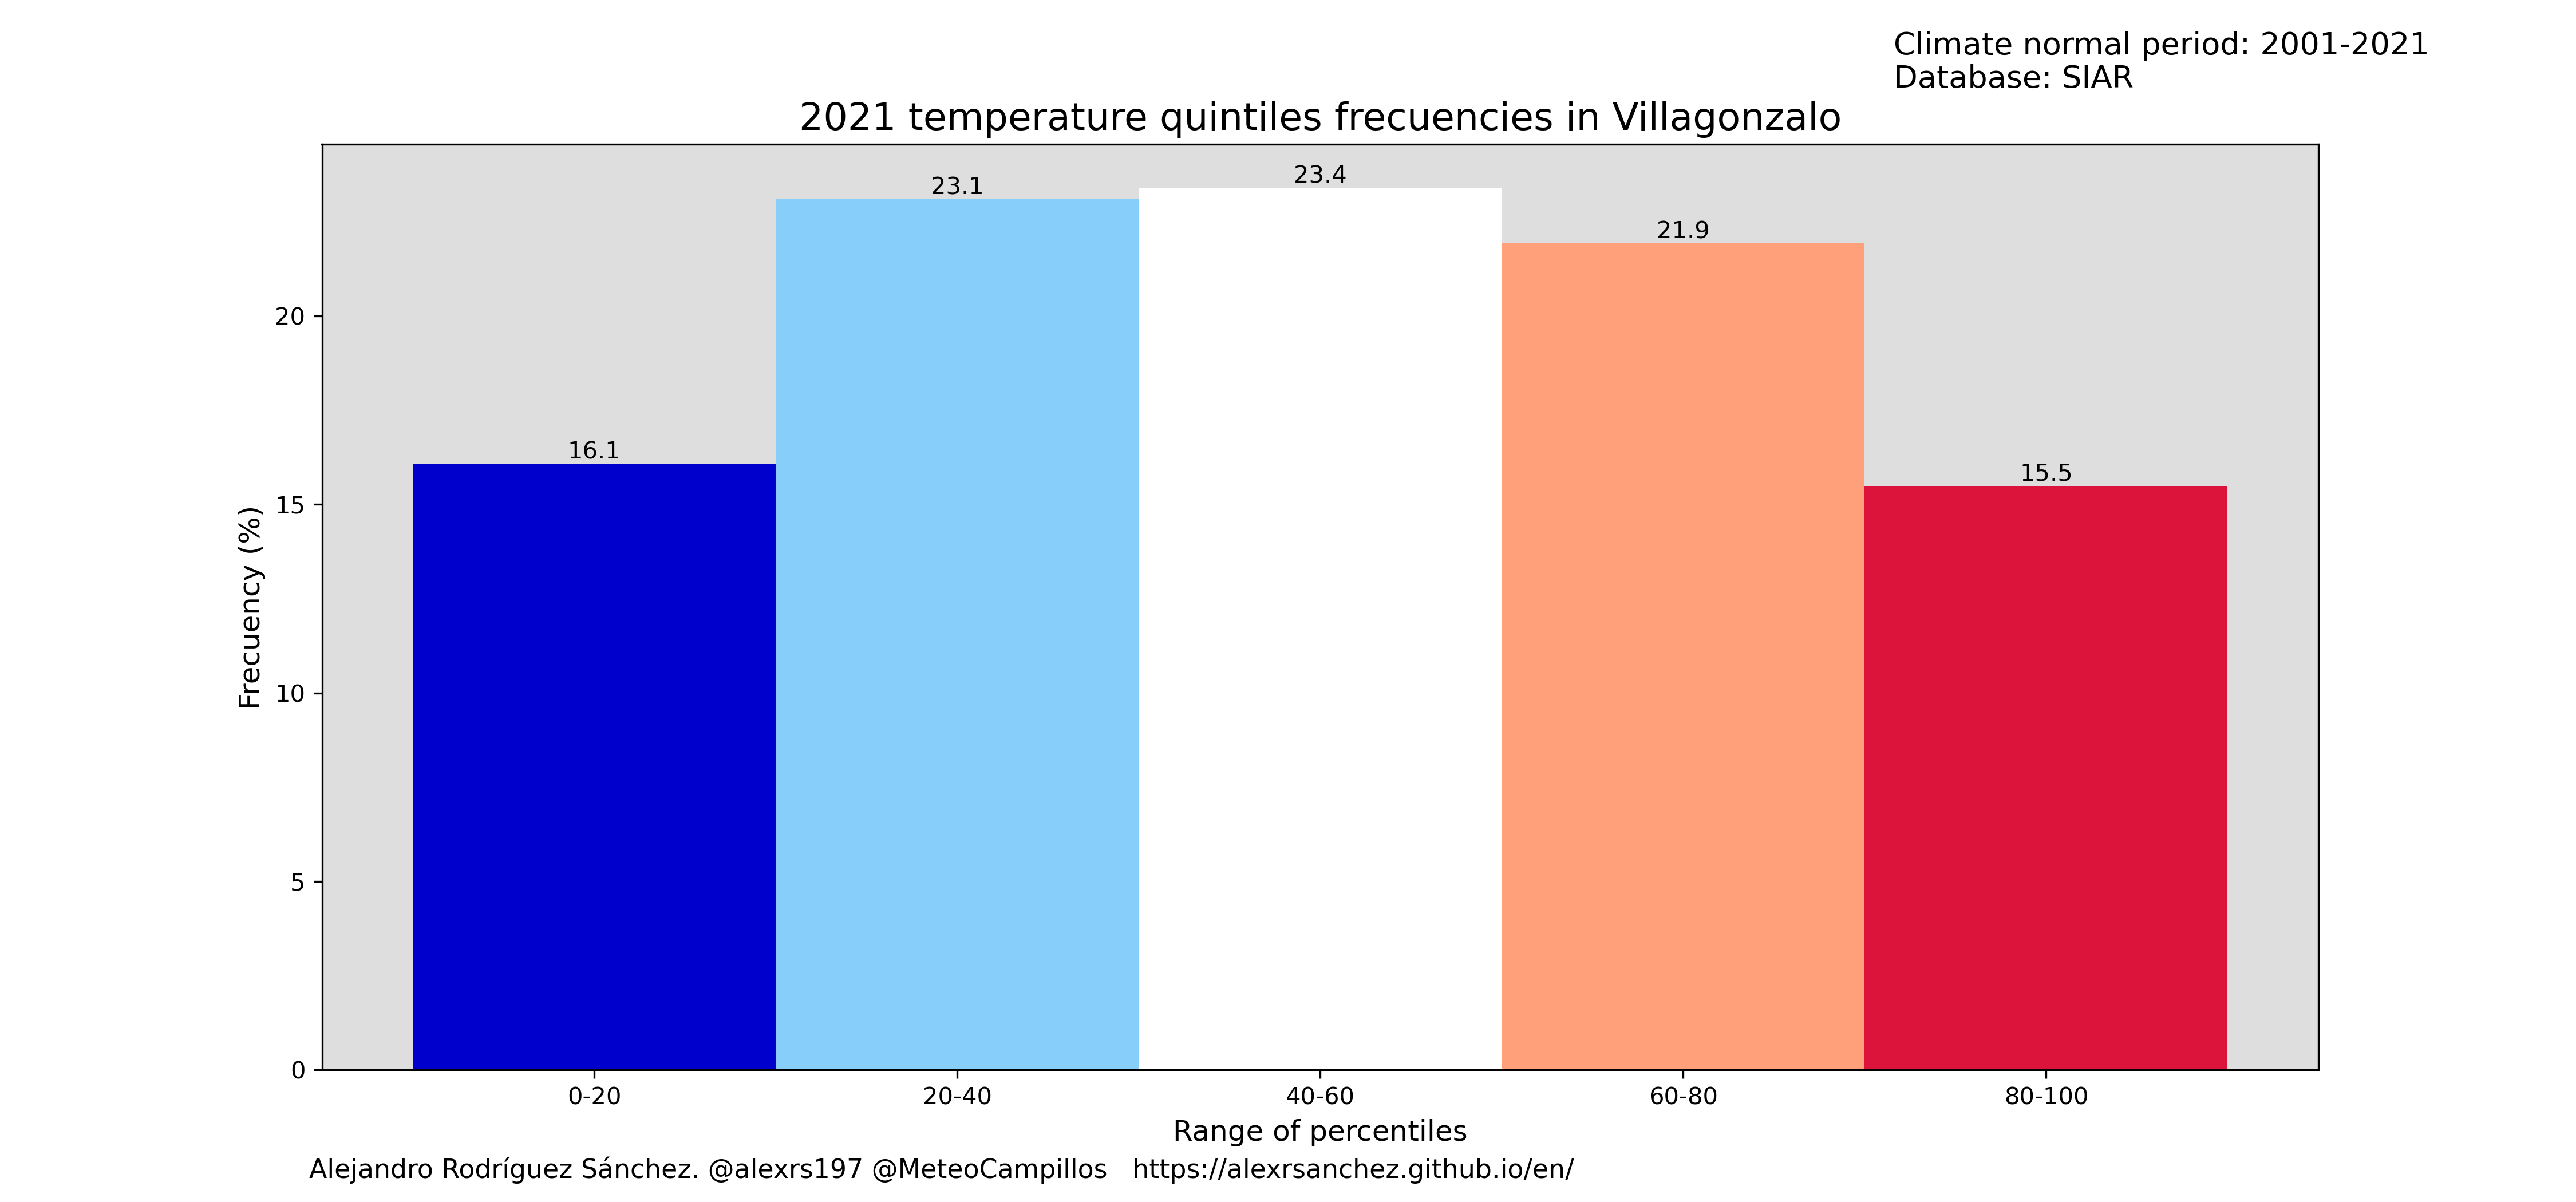 Climate normal period: 2001-2021
Database: SIAR
2021 temperature quintiles frecuencies in Villagonzalo
23.4
23.1
21.9
20
16.1
15.5
15
Frecuency (%)
10
5
0
0-20 20-40 40-60 60-80 80-100
Range of percentiles
Alejandro Rodríguez Sánchez. @alexrs197 @MeteoCampillos https://alexrsanchez.github.io/en/